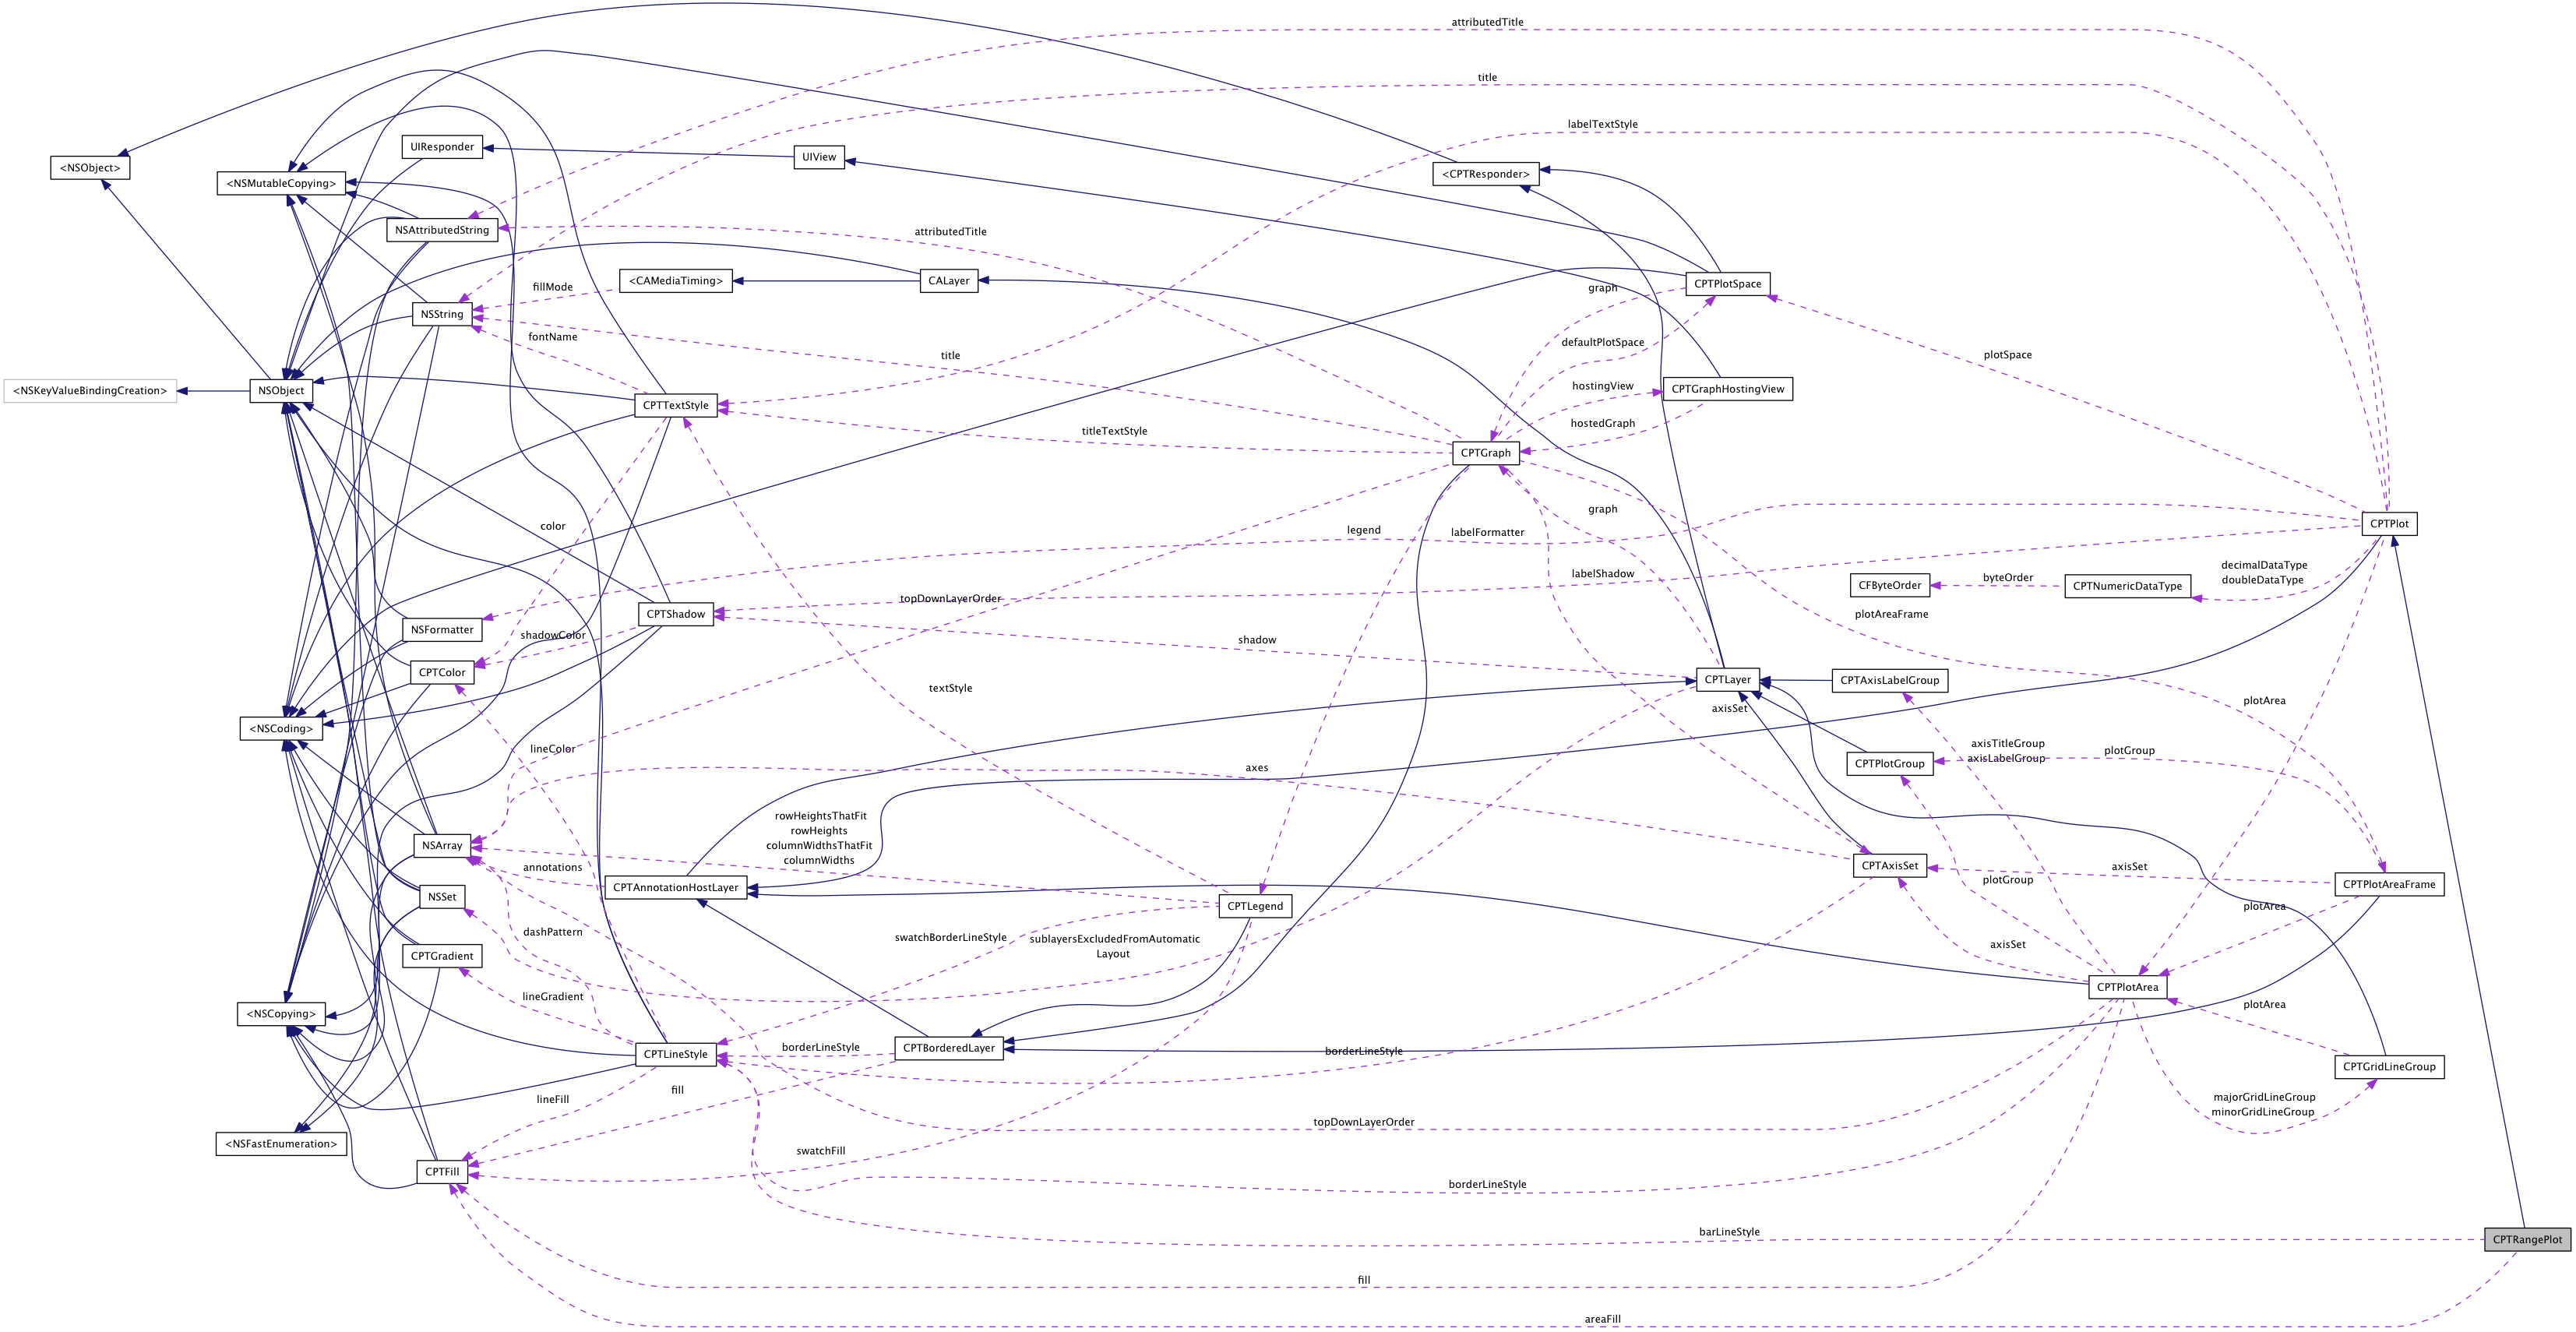 attributedTitle
title
labelTextStyle
UIResponder
UIView
<NSObject>
<CPTResponder>
<NSMutableCopying>
NSAttributedString
attributedTitle
<CAMediaTiming>
CALayer
CPTPlotSpace
fillMode
graph
NSString
fontName
defaultPlotSpace
title
plotSpace
<NSKeyValueBindingCreation>
NSObject
hostingView
CPTGraphHostingView
CPTTextStyle
hostedGraph
titleTextStyle
CPTGraph
color
legend
labelFormatter
graph
CPTPlot
labelShadow
CFByteOrder
byteOrder
CPTNumericDataType
decimalDataType
doubleDataType
topDownLayerOrder
CPTShadow
plotAreaFrame
NSFormatter
shadowColor
shadow
CPTColor
textStyle
CPTLayer
CPTAxisLabelGroup
plotArea
axisSet
<NSCoding>
lineColor
axisTitleGroup
axisLabelGroup
plotGroup
axes
CPTPlotGroup
rowHeightsThatFit
rowHeights
columnWidthsThatFit
columnWidths
NSArray
annotations
CPTAnnotationHostLayer
CPTAxisSet
axisSet
CPTPlotAreaFrame
plotGroup
NSSet
CPTLegend
plotArea
dashPattern
swatchBorderLineStyle
sublayersExcludedFromAutomatic
Layout
axisSet
CPTGradient
CPTPlotArea
lineGradient
plotArea
<NSCopying>
borderLineStyle
CPTBorderedLayer
borderLineStyle
CPTLineStyle
CPTGridLineGroup
fill
lineFill
majorGridLineGroup
minorGridLineGroup
topDownLayerOrder
<NSFastEnumeration>
swatchFill
CPTFill
borderLineStyle
barLineStyle
CPTRangePlot
fill
areaFill